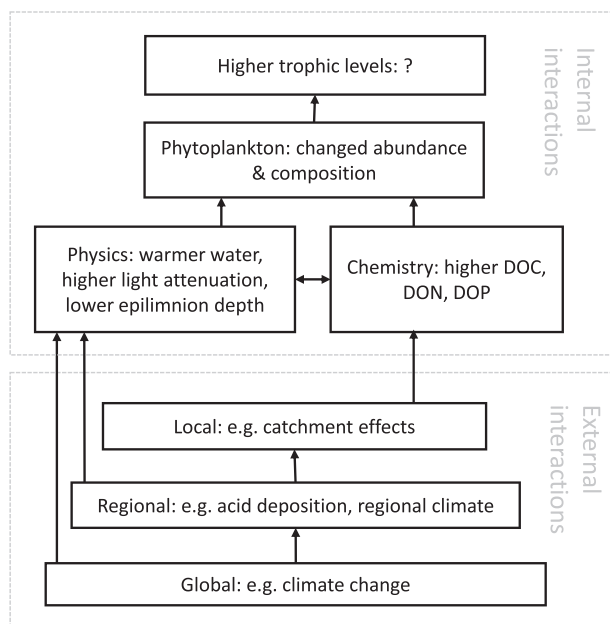 Higher trophic levels: ?
Internal
interactions
Phytoplankton: changed abundance
& composition
Physics: warmer water,
higher light attenuation,
lower epilimnion depth
Chemistry: higher DOC,
DON, DOP
Local: e.g. catchment effects
External
interactions
Regional: e.g. acid deposition, regional climate
Global: e.g. climate change